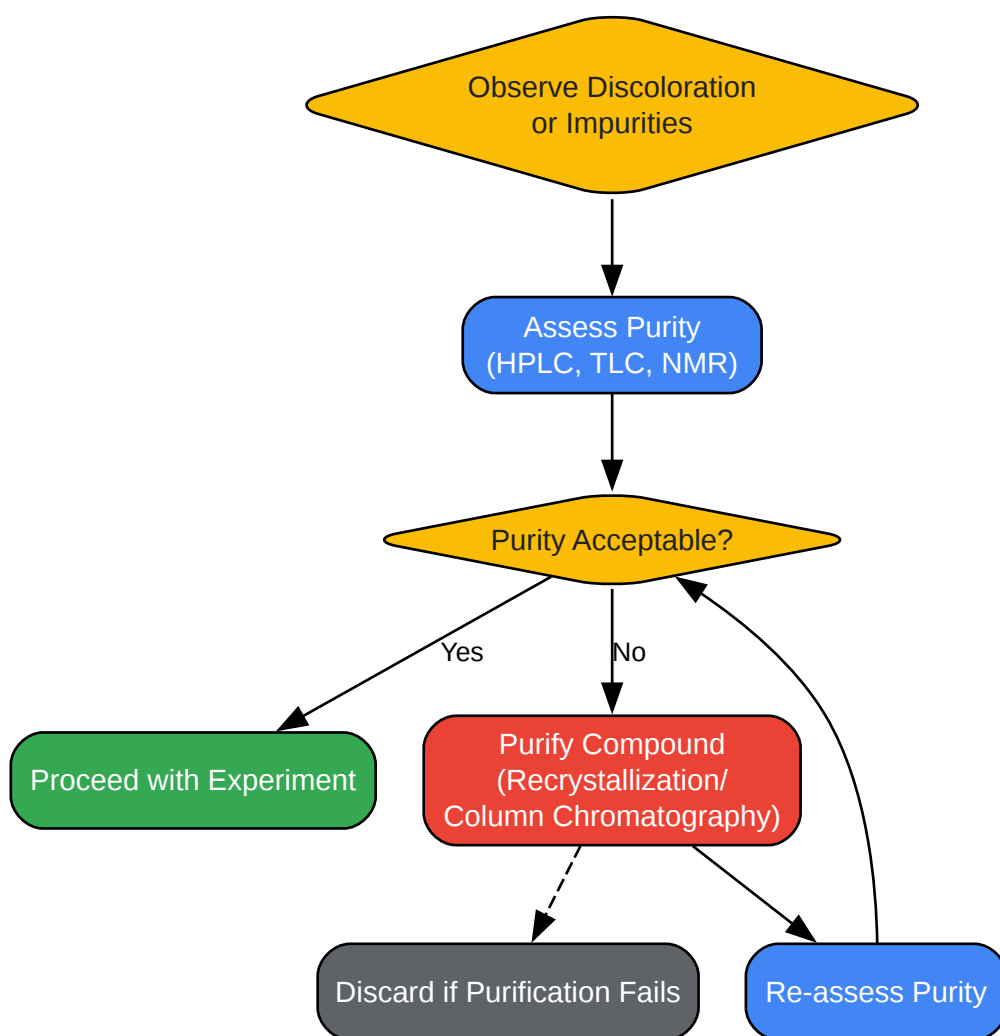 Observe Discoloration
or Impurities
Assess Purity
(HPLC, TLC, NMR)
Purity Acceptable?
Yes
No
Proceed with Experiment
Purify Compound
(Recrystallization/
Column Chromatography)
Discard if Purification Fails
Re-assess Purity